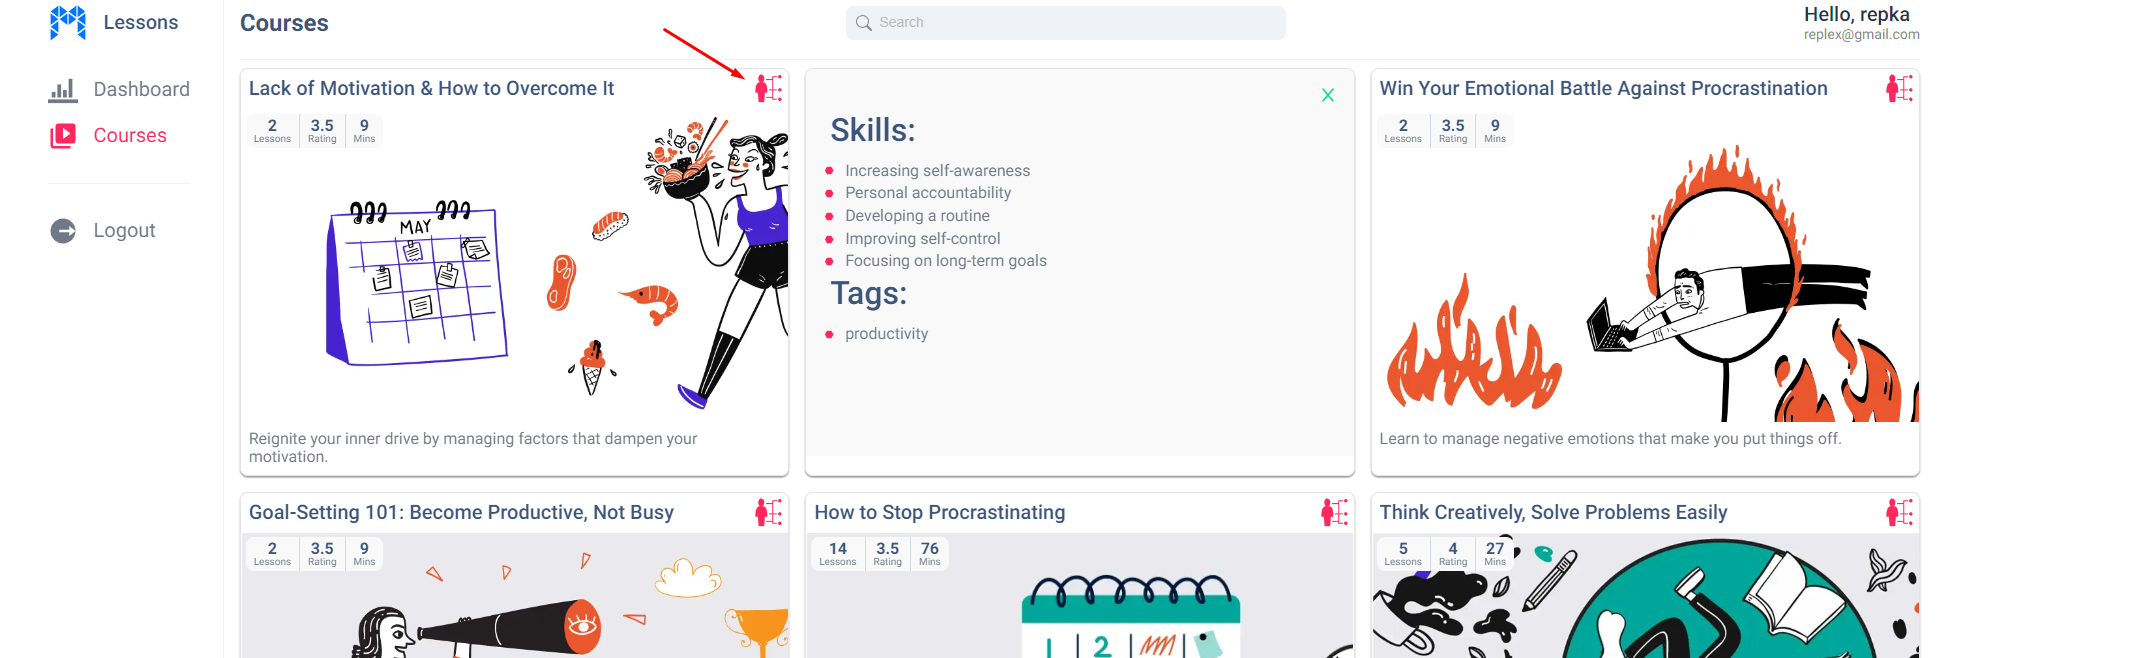 Lessons
Dashboard
Courses
Logout
Courses
Search
Hello, repka
replex@gmail.com
Lack of Motivation & How to Overcome It
2 3.5 9
Lessons Rating Mins
MAY
Reignite your inner drive by managing factors that dampen your
motivation.
X
Skills:
Increasing self-awareness
Personal accountability
Developing a routine
Improving self-control
Focusing on long-term goals
Tags:
productivity
Win Your Emotional Battle Against Procrastination
2 3.5 9
Lessons Rating Mins
Learn to manage negative emotions that make you put things off.
Goal-Setting 101: Become Productive, Not Busy
2 3.5 9
Lessons Rating Mins
How to Stop Procrastinating
14 3.5 76
Lessons Rating Mins
1 2
Think Creatively, Solve Problems Easily
5 4 27
Lessons Rating Mins